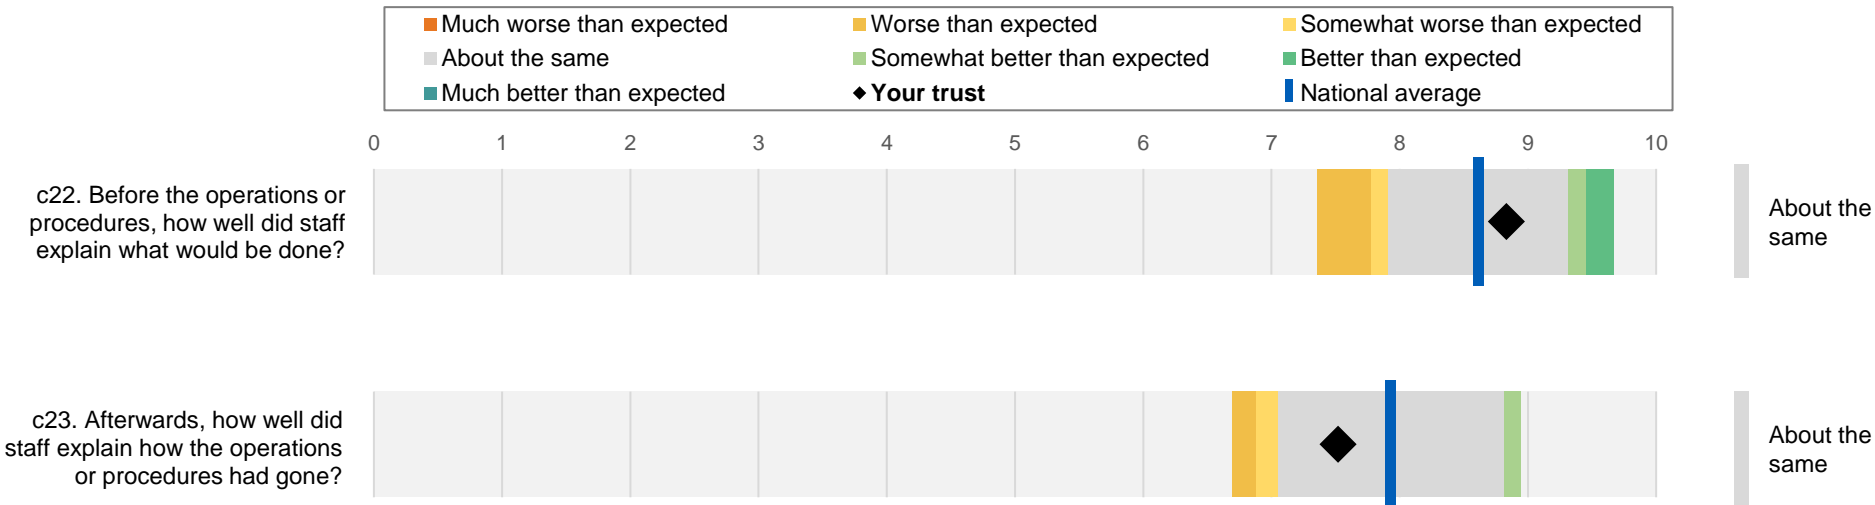 Much worse than expected
Worse than expected
Somewhat worse than expected
About the same
Somewhat better than expected
Better than expected
Much better than expected
Your trust
National average
0 1 2 3 4 5 6 7 8 9 10
c22. Before the operations or
procedures, how well did staff
explain what would be done?
About the
same
c23. Afterwards, how well did
staff explain how the operations
or procedures had gone?
About the
same